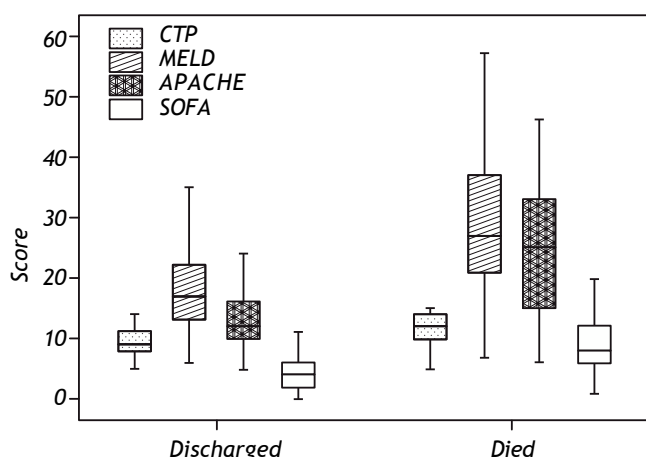 60
50
40
30
20
10
0
Score
CTP
MELD
APACHE
SOFA
Discharged
Died